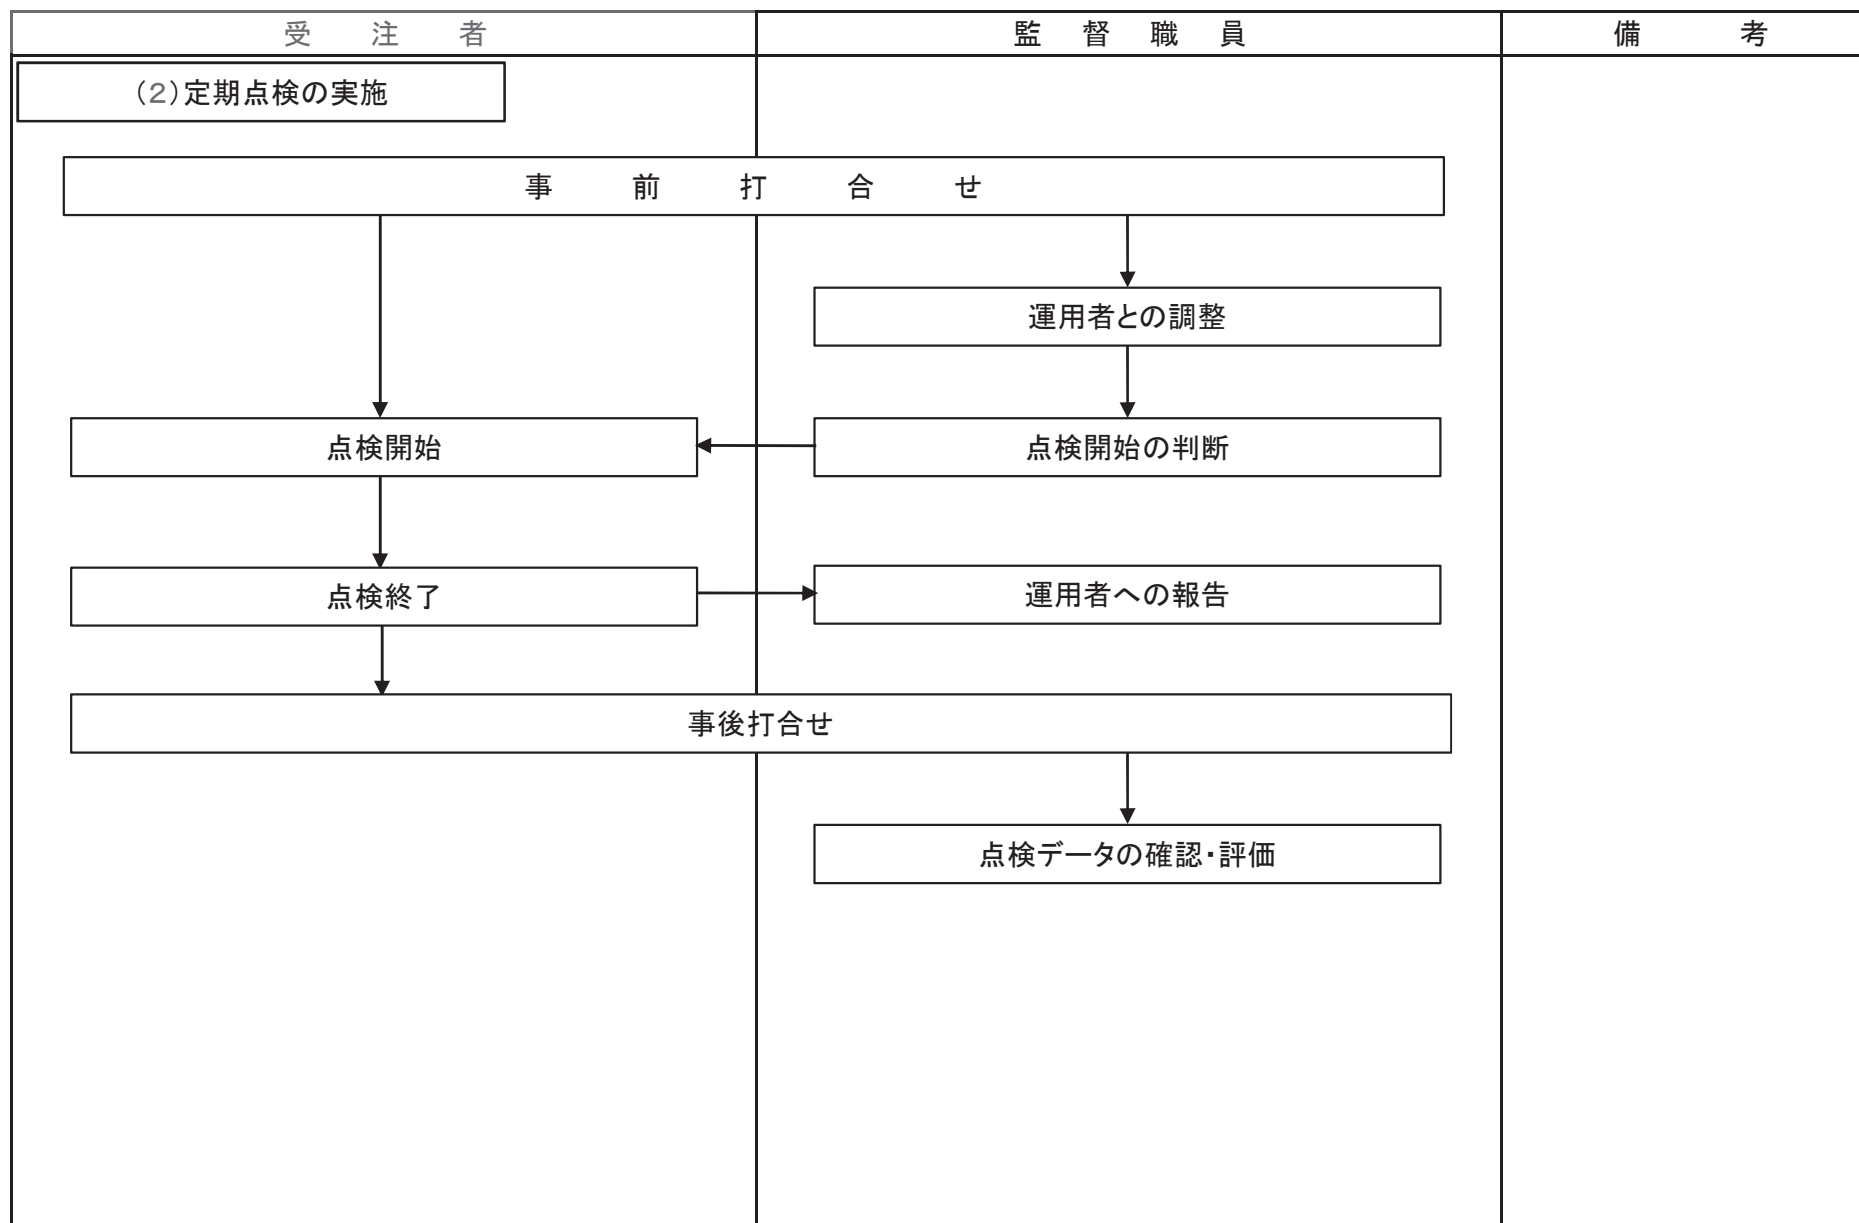 受注者
監督職員
備考
（２）定期点検の実施
事前打合せ
運用者との調整
点検開始
点検開始の判断
点検終了
運用者への報告
事後打合せ
点検データの確認・評価